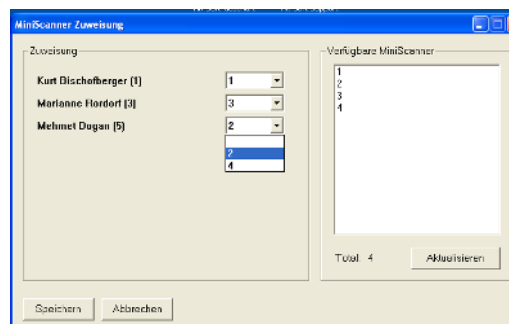 MiniScanner Zuweisung
Zuweisung
Kurt Bischofberger (1)
1
Marianne Hordorf (3)
3
Mehmet Dogan (5)
2
2
4
Verfügbare MiniScanner
1
2
3
4
Total: 4
Aktualisieren
Speichern
Abbrechen